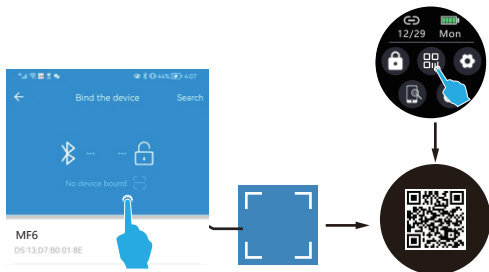 12/29 Mon
44% 4:07
Bind the device Search
No device bound
MF6
D5:13:D7:B0:01:8E